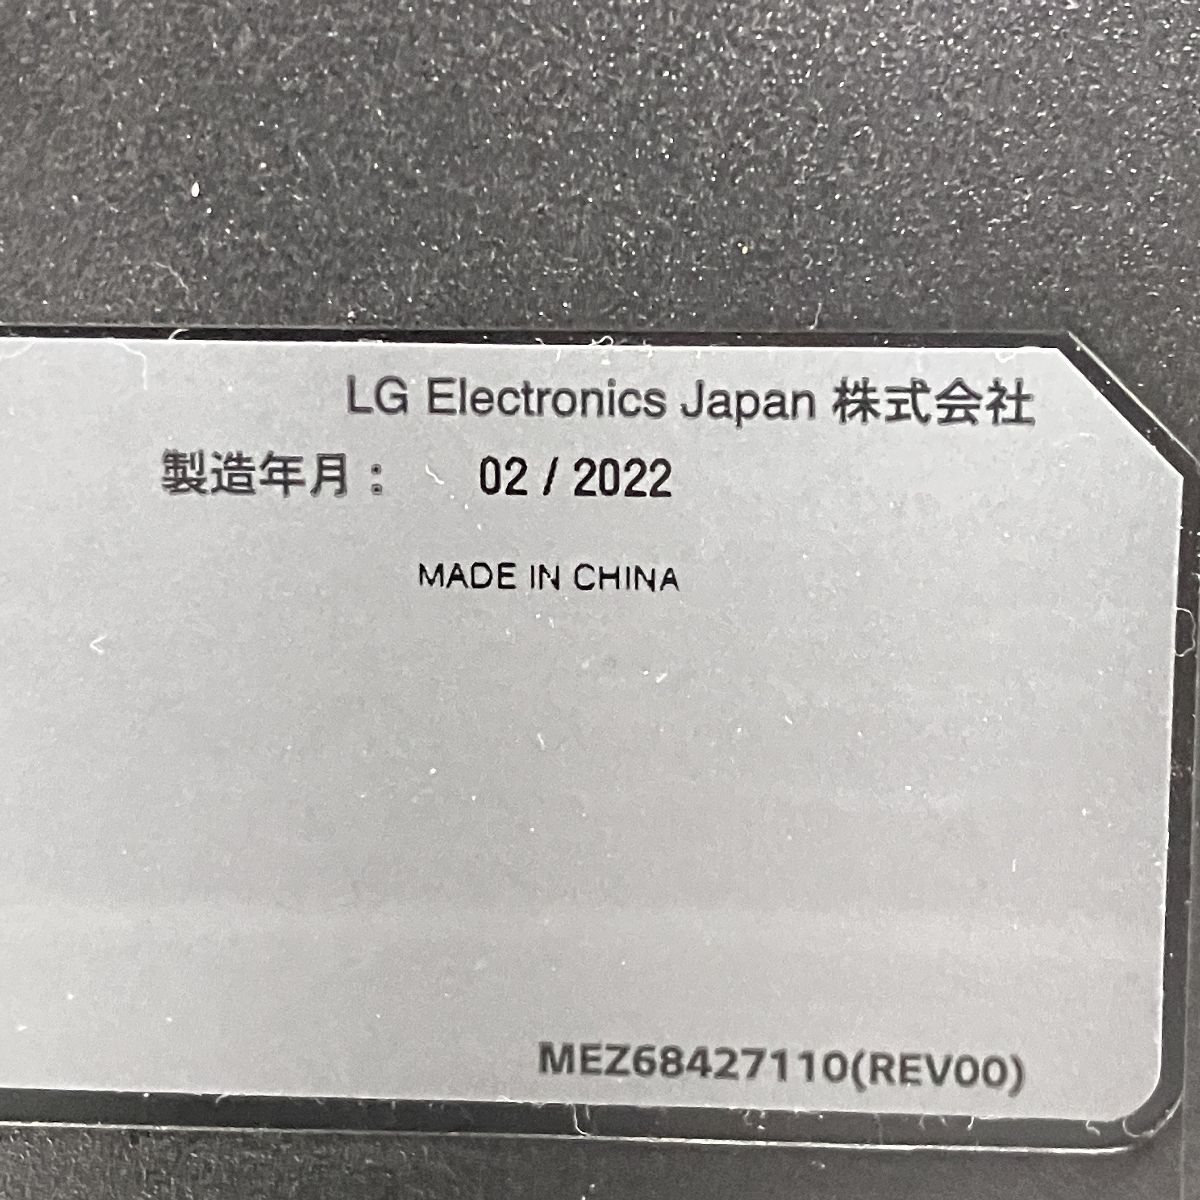 LG Electronics Japan 株式会社
製造年月： 02 / 2022
MADE IN CHINA
MEZ68427110(REV00)